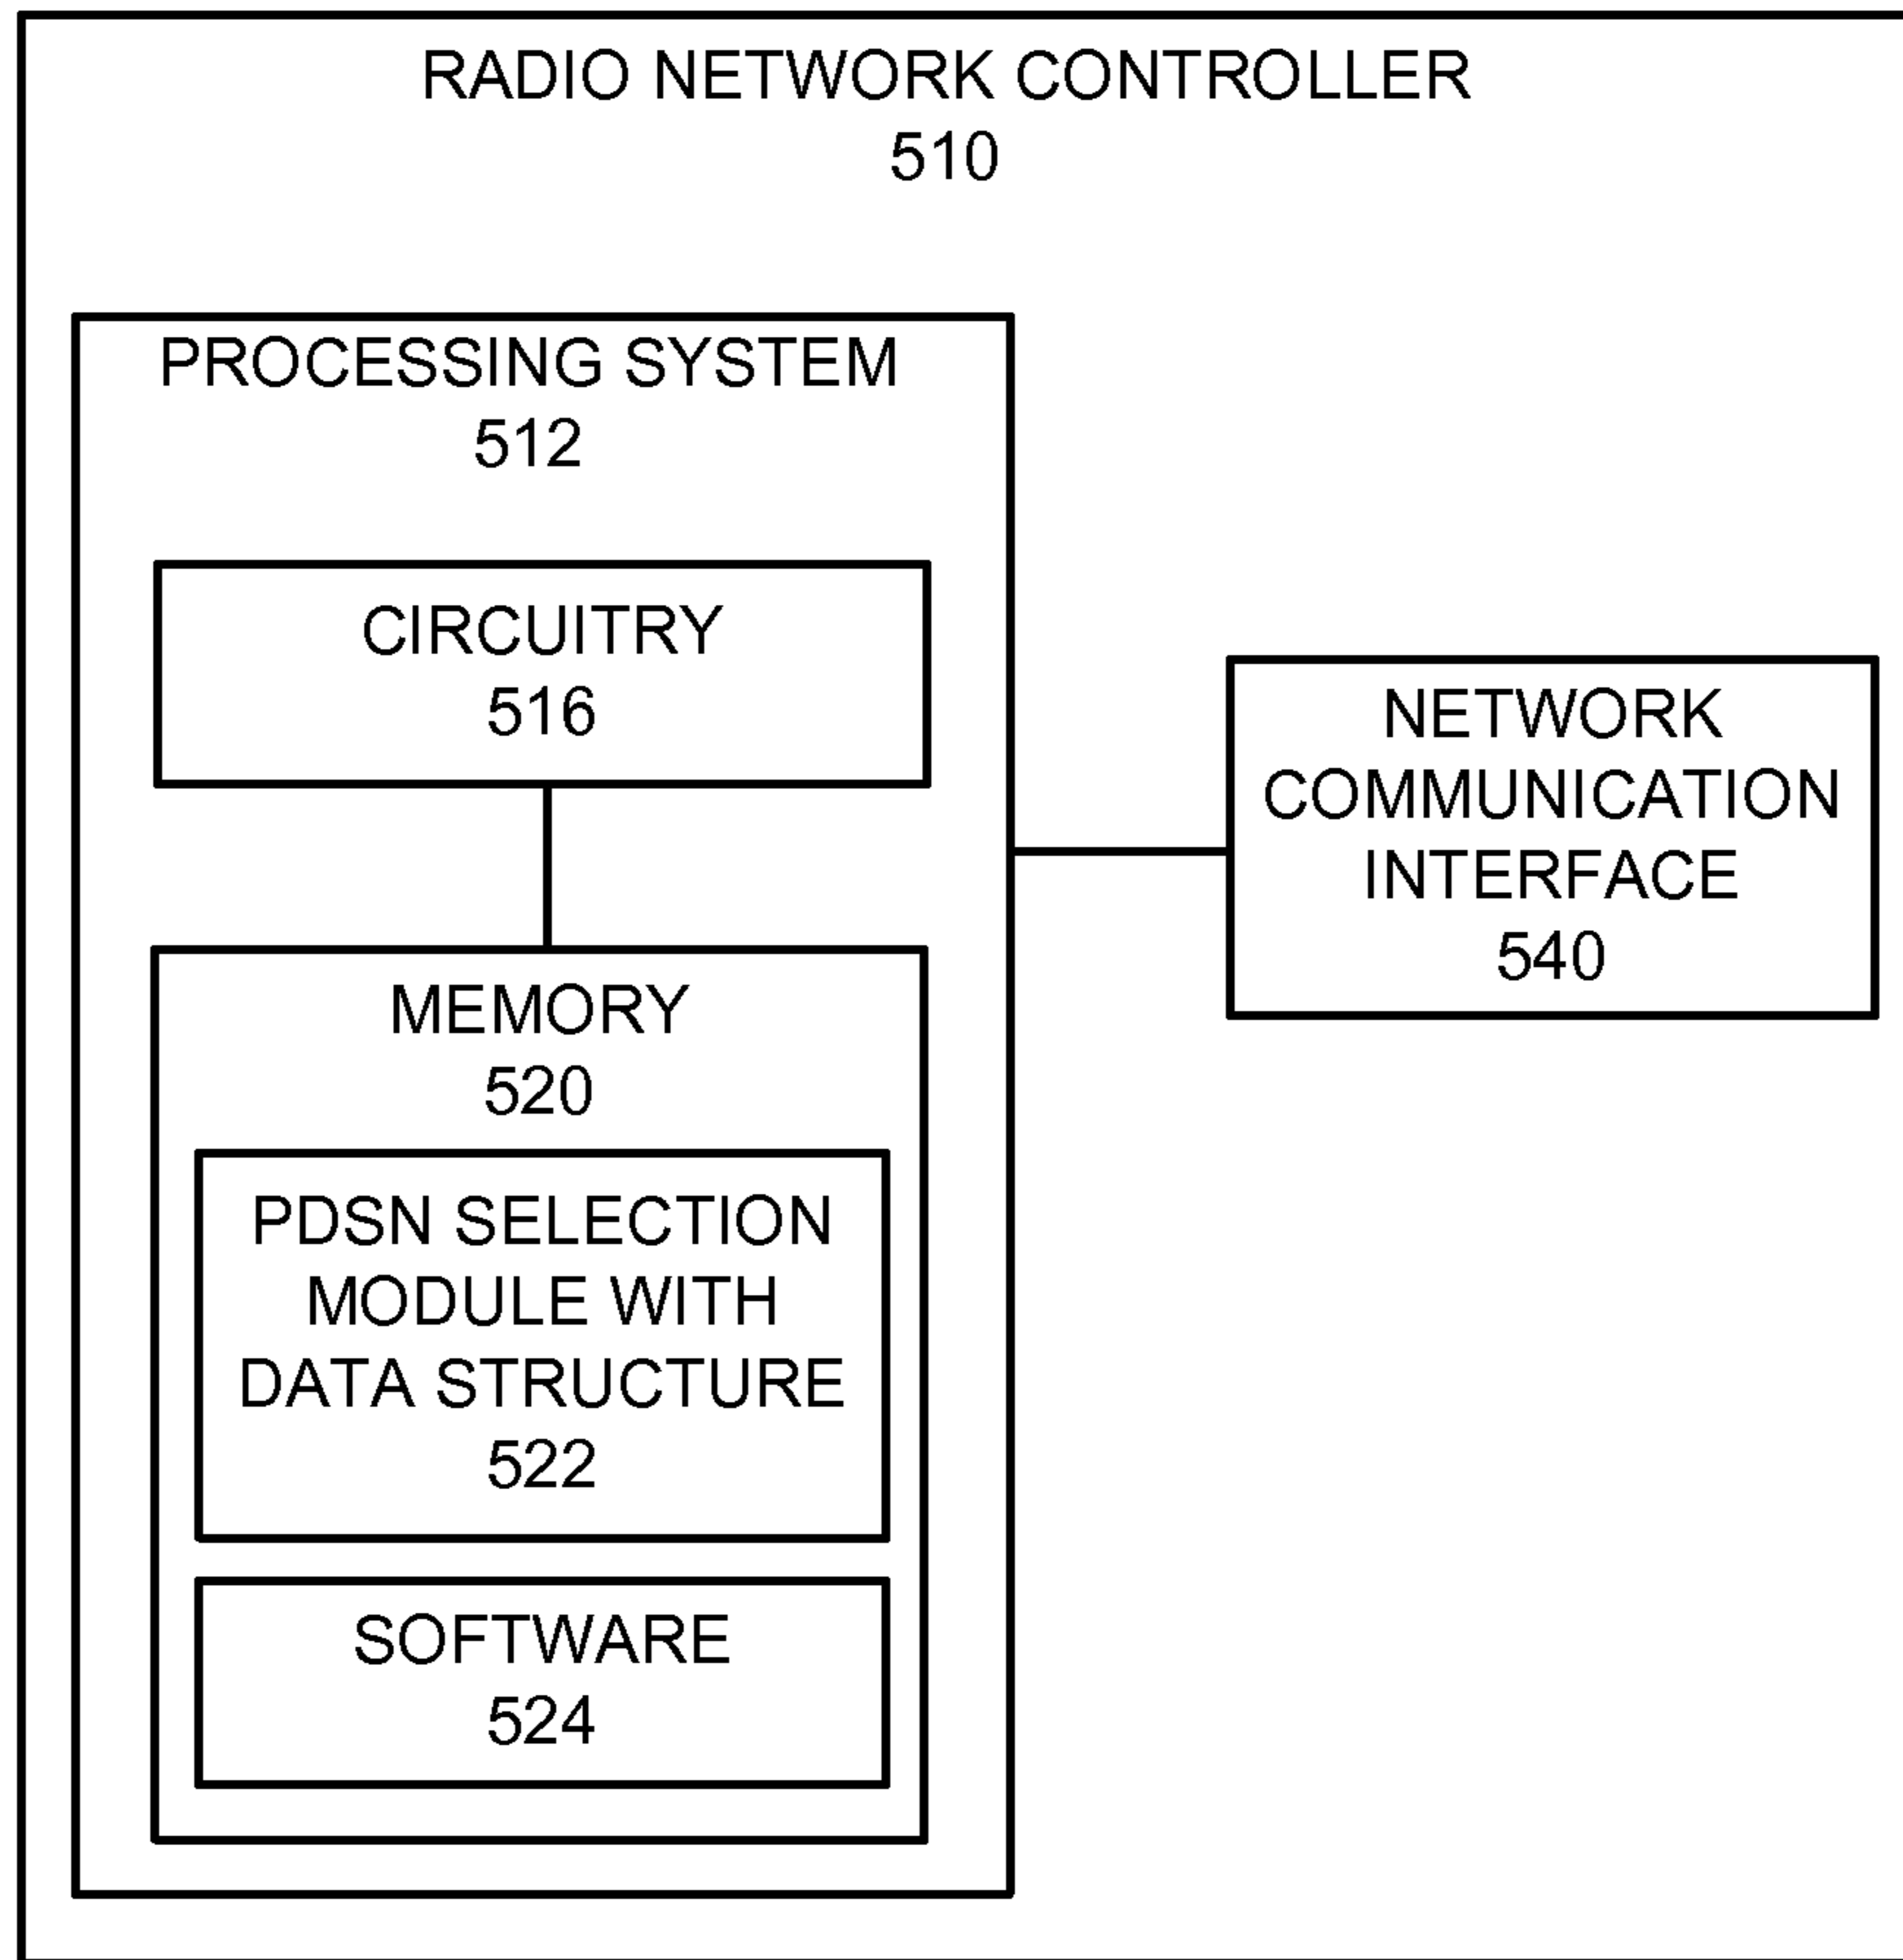 RADIO NETWORK CONTROLLER
510
PROCESSING SYSTEM
512
CIRCUITRY
516
MEMORY
520
PDSN SELECTION
MODULE WITH
DATA STRUCTURE
522
SOFTWARE
524
NETWORK
COMMUNICATION
INTERFACE
540